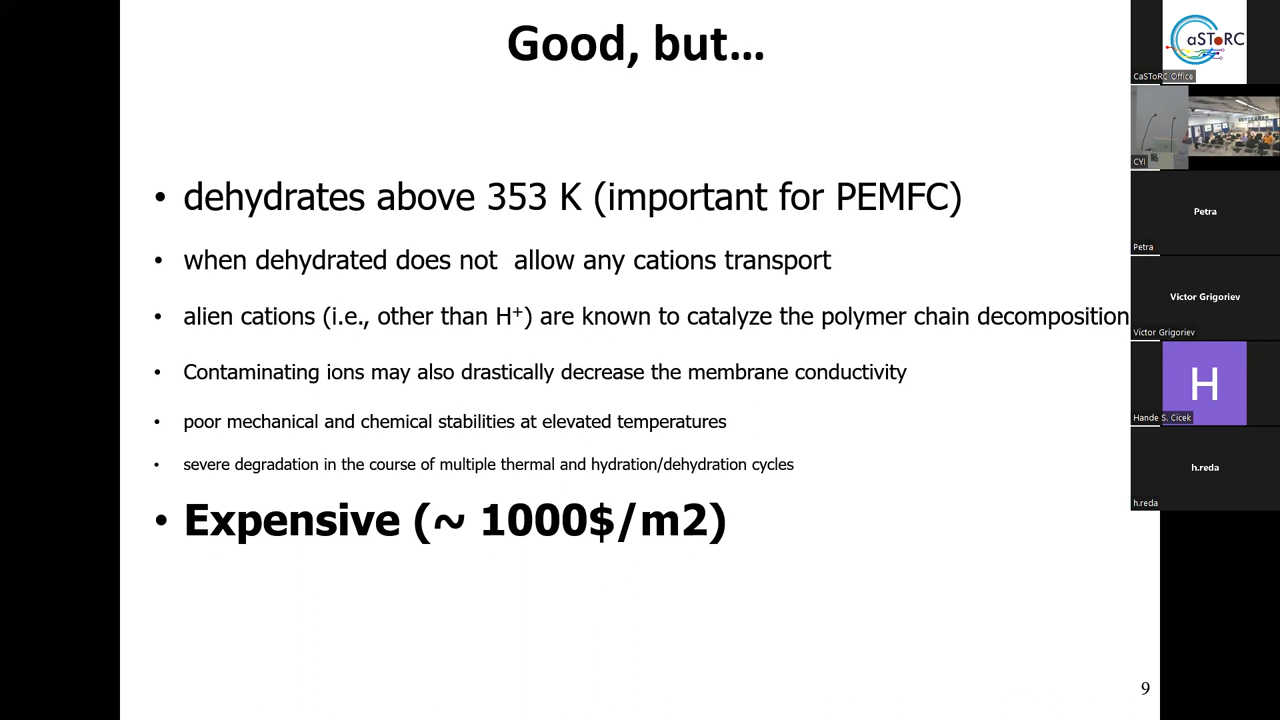 Good, but...
• dehydrates above 353 K (important for PEMFC)
• when dehydrated does not allow any cations transport
• alien cations (i.e., other than H⁺) are known to catalyze the polymer chain decomposition
• Contaminating ions may also drastically decrease the membrane conductivity
• poor mechanical and chemical stabilities at elevated temperatures
• severe degradation in the course of multiple thermal and hydration/dehydration cycles
• Expensive (~ 1000$/m2)
9
aSToRC
CaSToRC Office
CYI
Petra
Petra
Victor Grigoriev
Victor Grigoriev
H
Hande S. Cicek
h.reda
h.reda